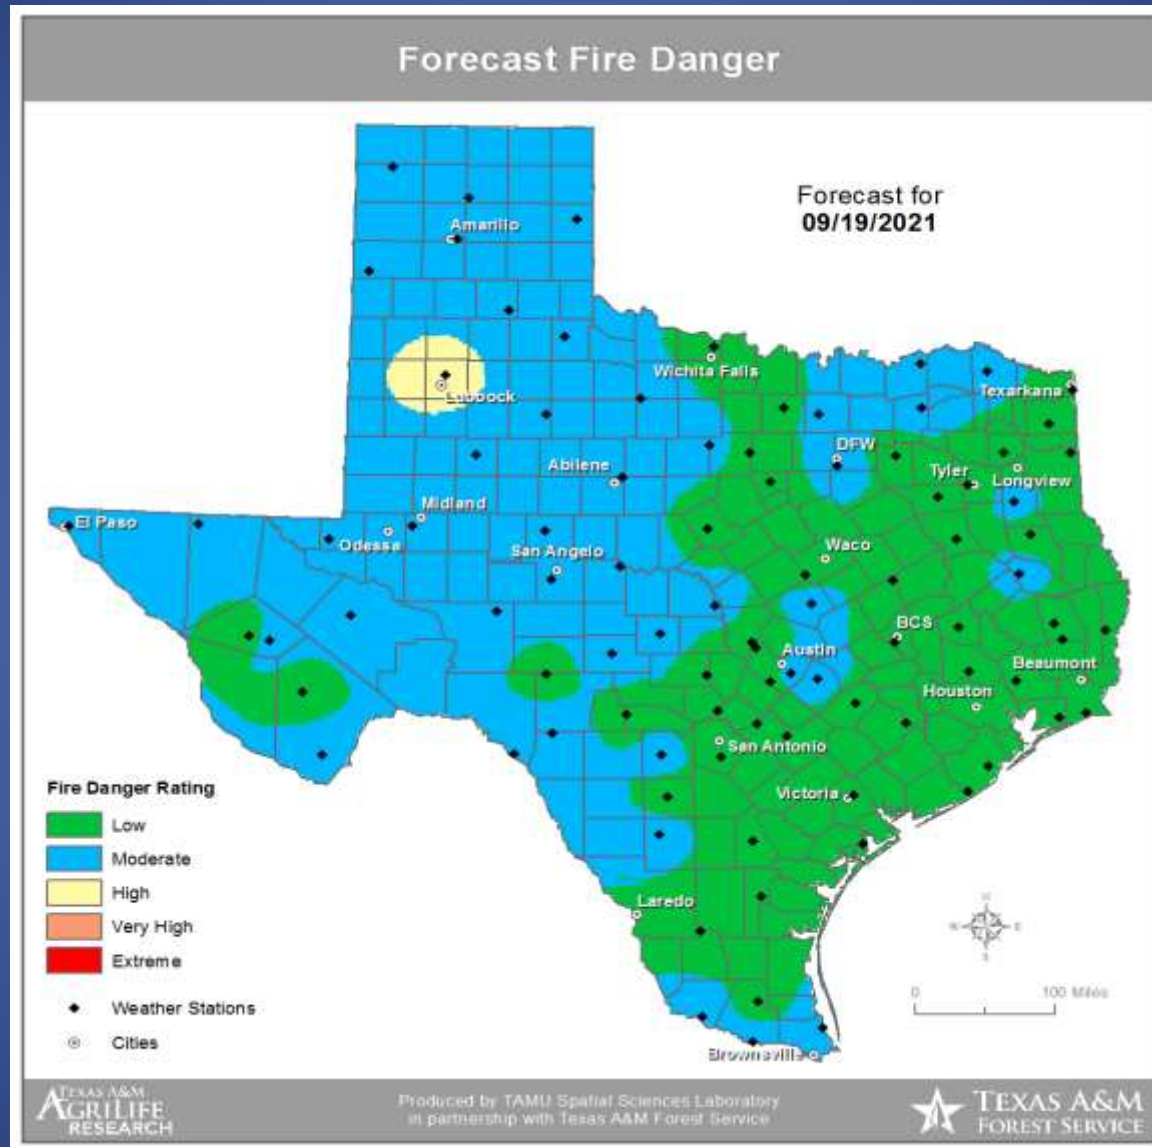 Forecast Fire Danger
Forecast for
09/19/2021
Amarillo
Wichita Falls
Texarkana
Lubbock
DFW
Abilene
Tyler
Longview
Midland
El Paso
Odessa
San Angelo
Waco
BCS
Austin
Beaumont
Houston
San Antonio
Victoria
Laredo
Brownsville
Fire Danger Rating
Low
Moderate
High
Very High
Extreme
Weather Stations
Cities
N
W E
S
0 100 Miles
TEXAS A&M
AGRILIFE
RESEARCH
Produced by TAMU Spatial Sciences Laboratory
in partnership with Texas A&M Forest Service
TEXAS A&M
FOREST SERVICE